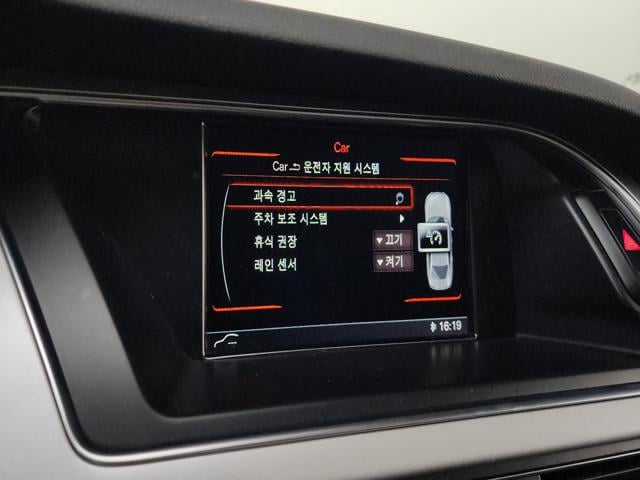 Car
Car 운전자 지원 시스템
과속 경고
주차 보조 시스템
휴식 권장 끄기
레인 센서 켜기
16:19